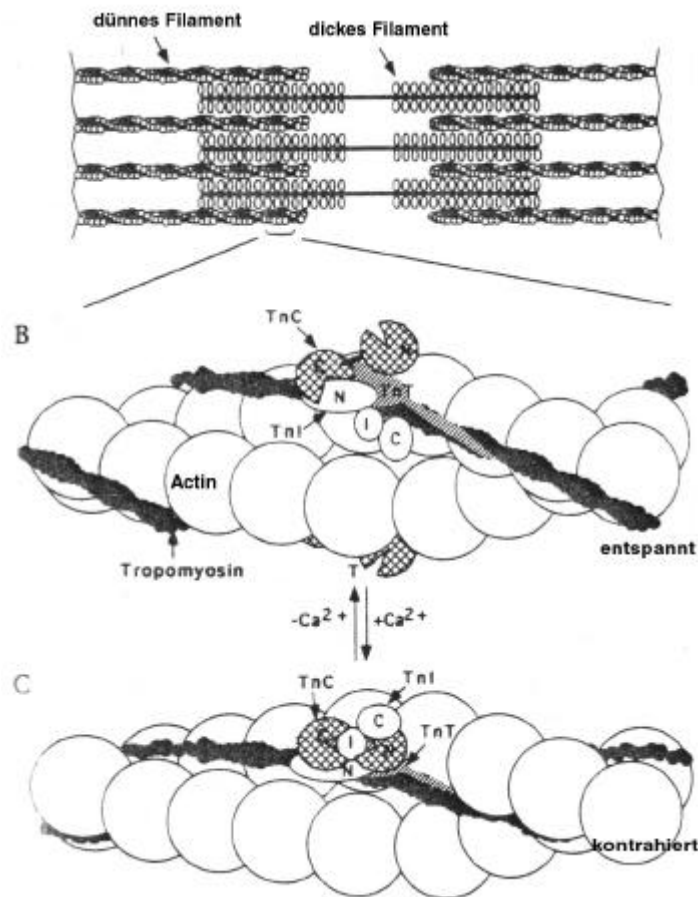 dünnes Filament
dickes Filament
B
TnC
C
N
N
TnT
TnI
I
C
Actin
Tropomyosin
entspannt
T
-Ca2+ +Ca2+
C
TnC
TnI
C
TnT
I
N
N
kontrahiert